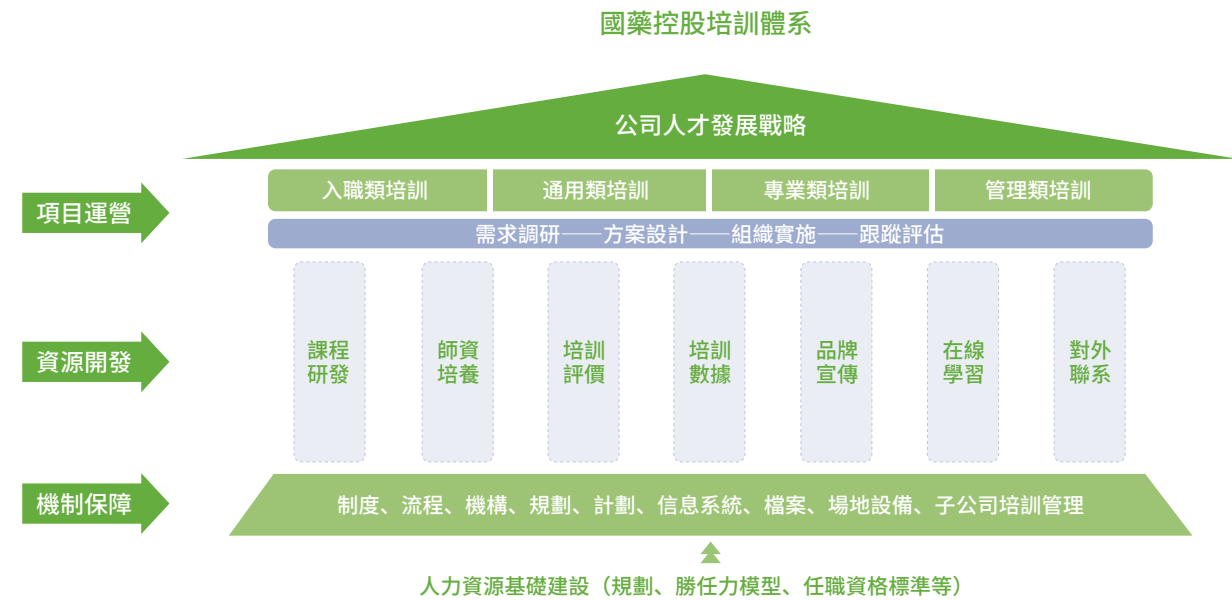 國藥控股培訓體系
公司人才發展戰略
項目運營
入職類培訓
通用類培訓
專業類培訓
管理類培訓
需求調研——方案設計——組織實施——跟蹤評估
資源開發
課程
研發
師資
培養
培訓
評價
培訓
數據
品牌
宣傳
在線
學習
對外
聯系
機制保障
制度、流程、機構、規劃、計劃、信息系統、檔案、場地設備、子公司培訓管理
人力資源基礎建設（規劃、勝任力模型、任職資格標準等）